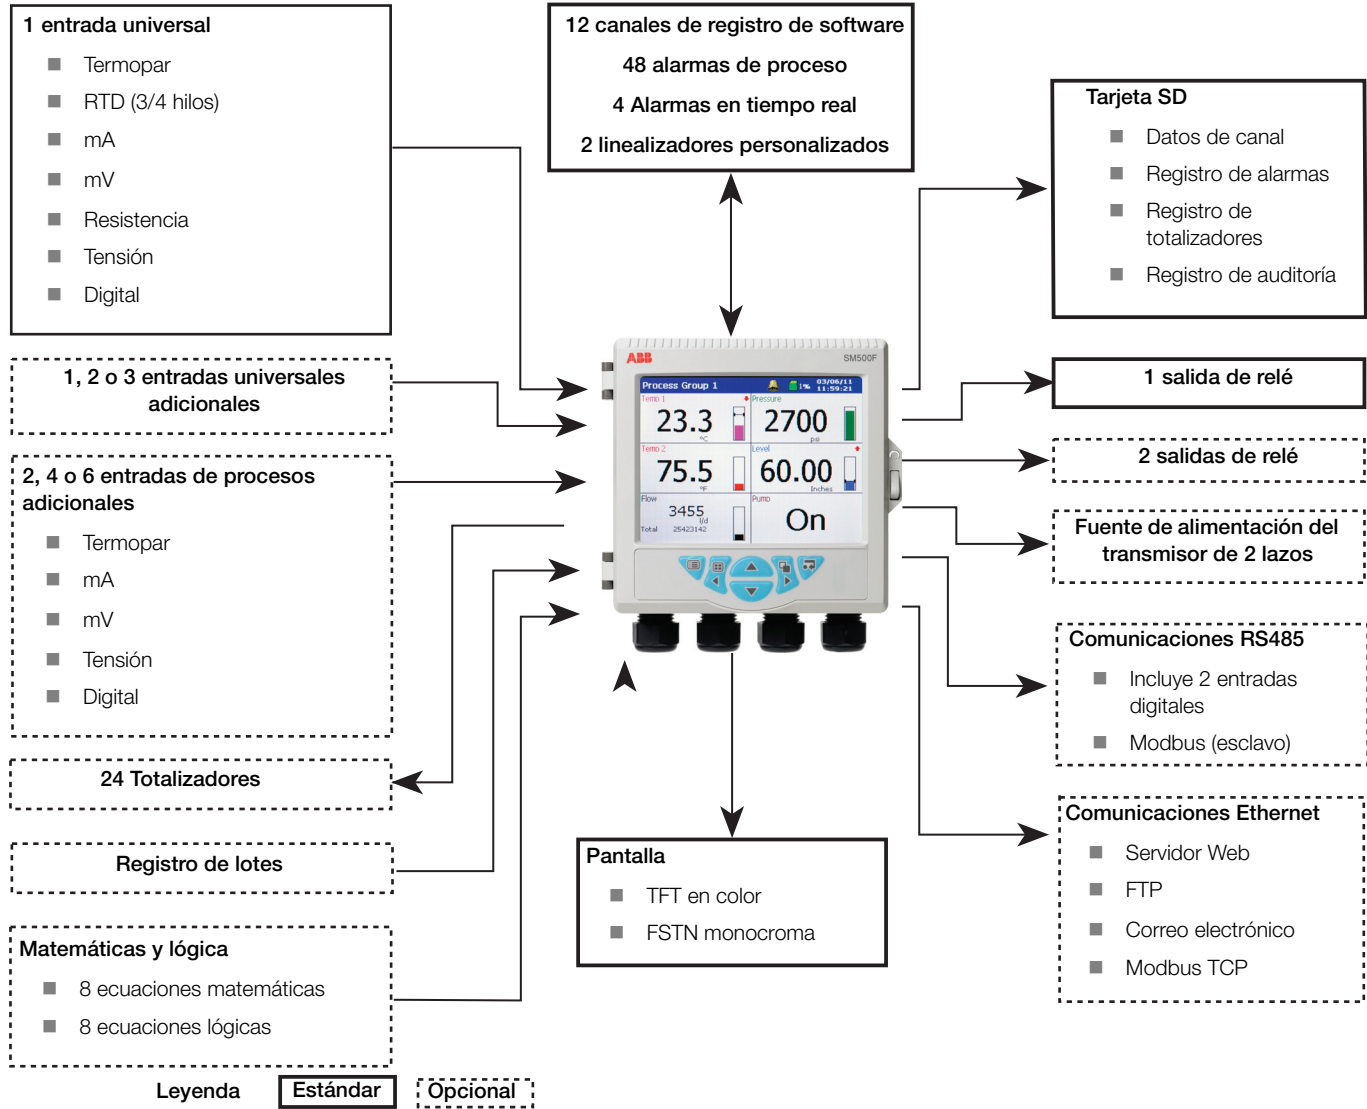 1 entrada universal
Termopar
RTD (3/4 hilos)
mA
mV
Resistencia
Tensión
Digital
1, 2 o 3 entradas universales
adicionales
2, 4 o 6 entradas de procesos
adicionales
Termopar
mA
mV
Tensión
Digital
24 Totalizadores
Registro de lotes
Matemáticas y lógica
8 ecuaciones matemáticas
8 ecuaciones lógicas
12 canales de registro de software
48 alarmas de proceso
4 Alarmas en tiempo real
2 linealizadores personalizados
ABB
SM500F
Process Group 1
1%
03/06/11
11:59:21
Temp 1
23.3
°C
Pressure
2700
psi
Temp 2
75.5
°F
Level
60.00
Inches
Flow
3455
l/d
Total 25423142
Pump
On
Pantalla
TFT en color
FSTN monocroma
Tarjeta SD
Datos de canal
Registro de alarmas
Registro de
totalizadores
Registro de auditoría
1 salida de relé
2 salidas de relé
Fuente de alimentación del
transmisor de 2 lazos
Comunicaciones RS485
Incluye 2 entradas
digitales
Modbus (esclavo)
Comunicaciones Ethernet
Servidor Web
FTP
Correo electrónico
Modbus TCP
Leyenda
Estándar
Opcional